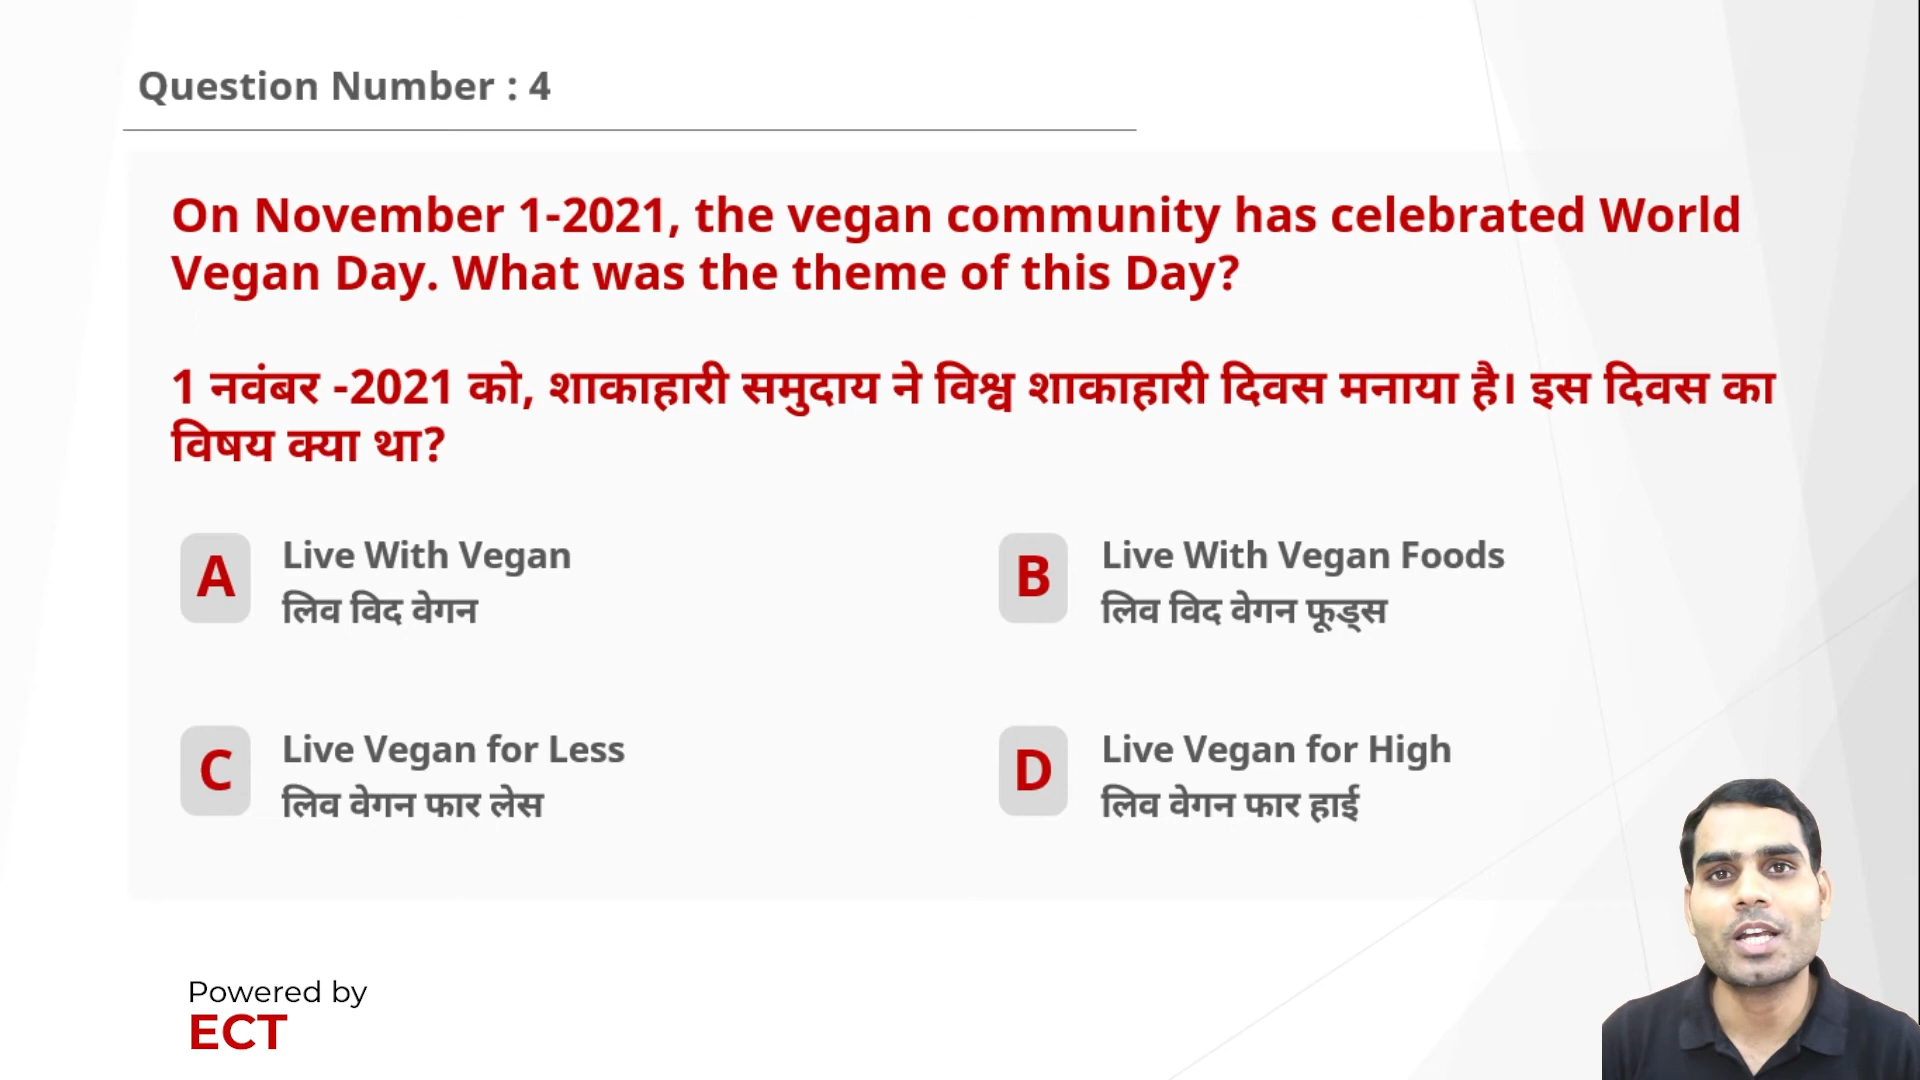 Question Number : 4
On November 1-2021, the vegan community has celebrated World
Vegan Day. What was the theme of this Day?
1 नवंबर -2021 को, शाकाहारी समुदाय ने विश्व शाकाहारी दिवस मनाया है। इस दिवस का
विषय क्या था?
A Live With Vegan
लिव विद वेगन
B Live With Vegan Foods
लिव विद वेगन फूड्स
C Live Vegan for Less
लिव वेगन फार लेस
D Live Vegan for High
लिव वेगन फार हाई
Powered by
ECT